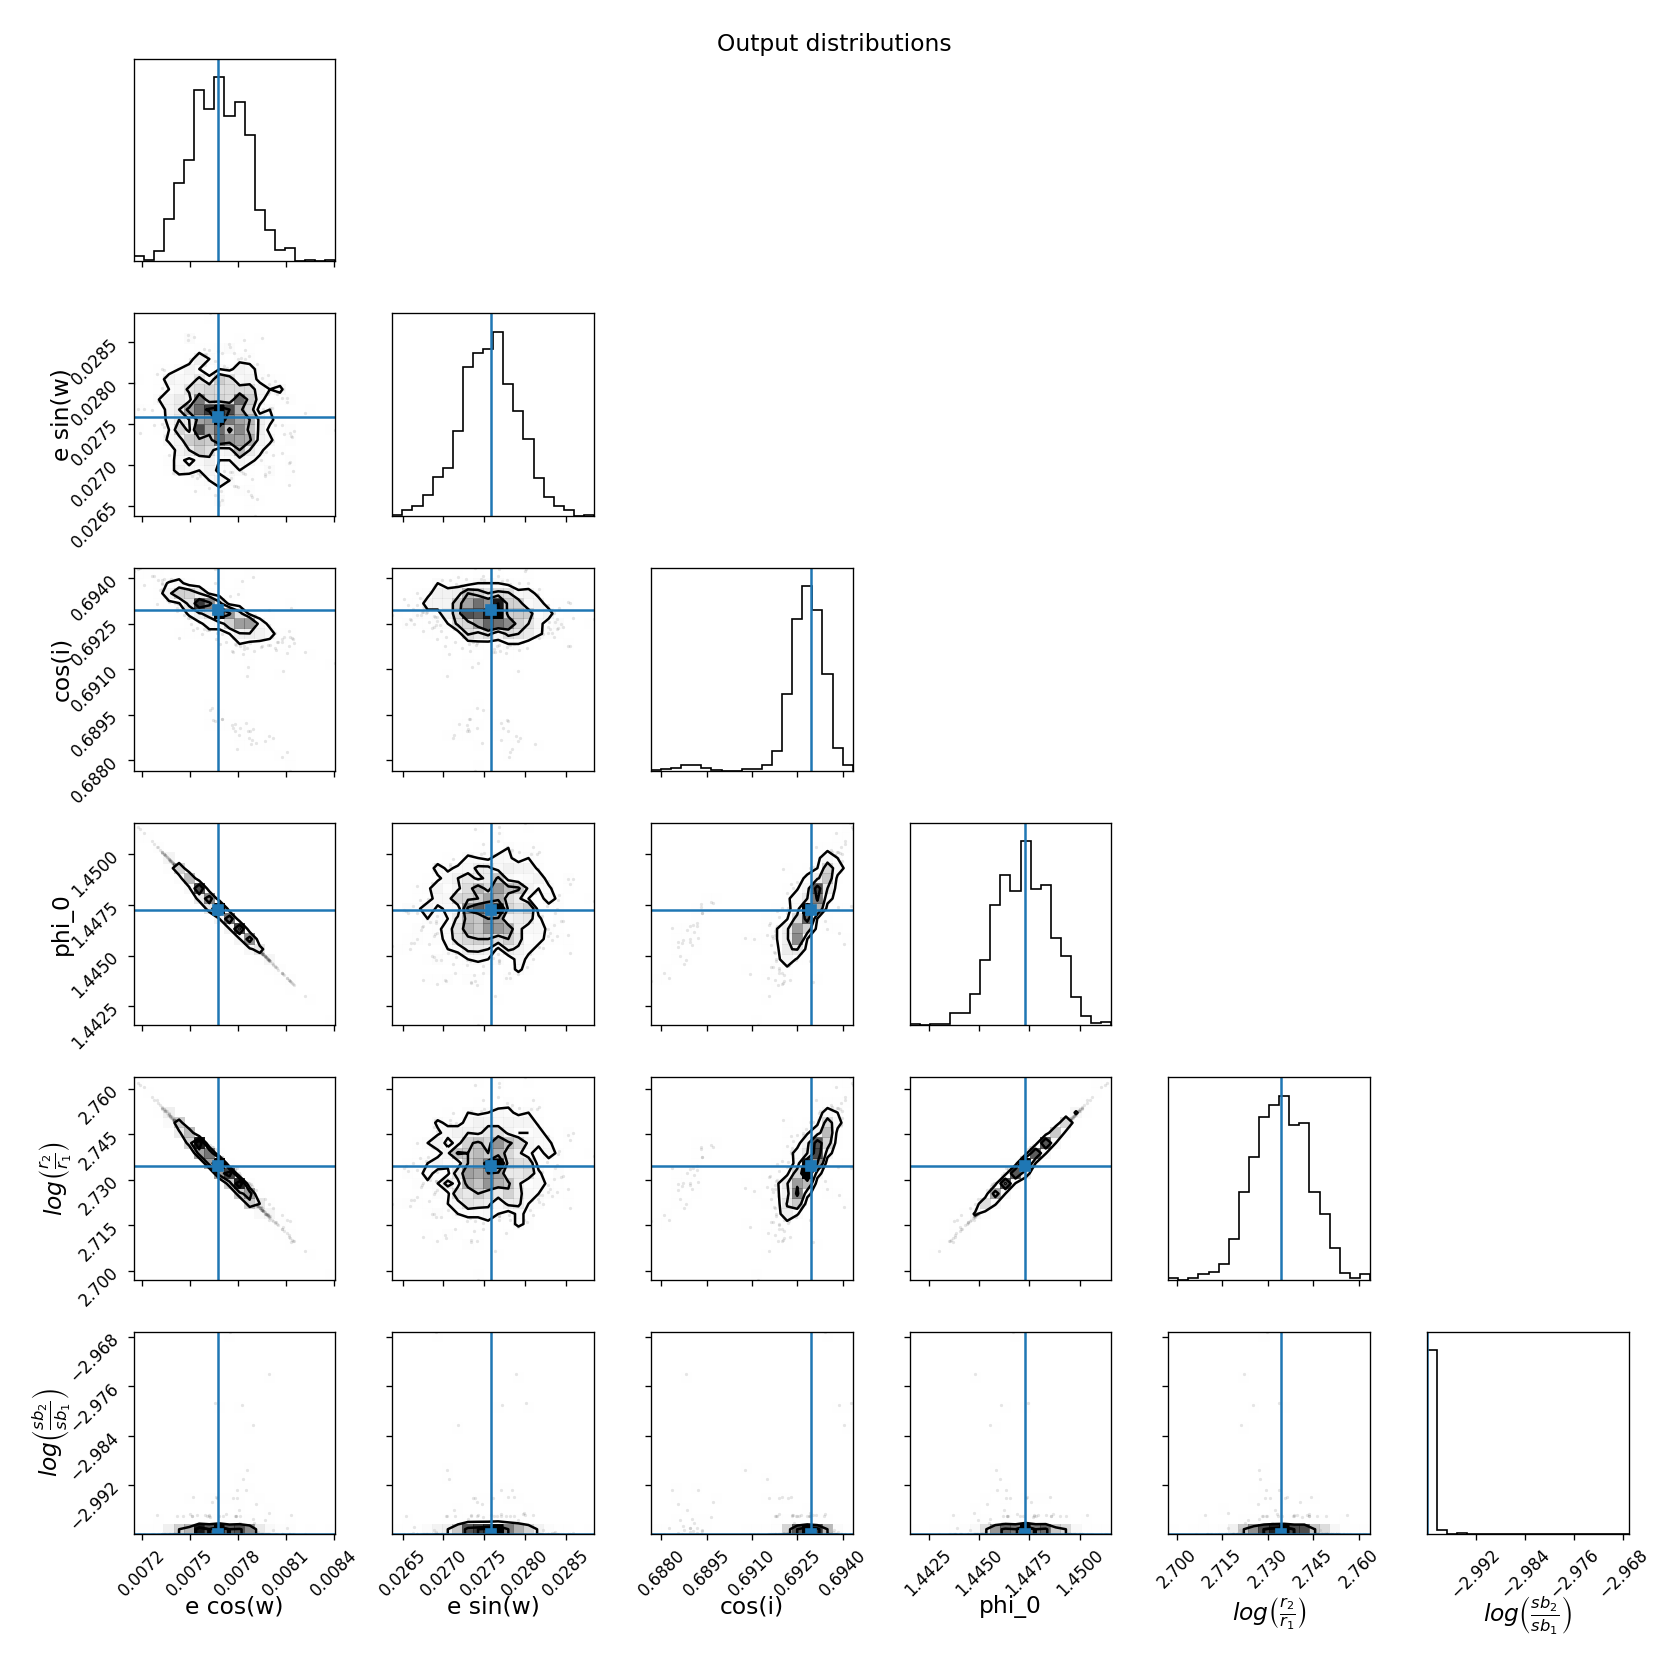 Output distributions
e sin(w)
0.0285
0.0280
0.0275
0.0270
0.0265
cos(i)
0.6940
0.6925
0.6910
0.6895
0.6880
phi_0
1.4500
1.4475
1.4450
1.4425
log(r2/r1)
2.760
2.745
2.730
2.715
2.700
log(sb2/sb1)
−2.968
−2.976
−2.984
−2.992
0.0072 0.0075 0.0078 0.0081 0.0084
0.0265 0.0270 0.0275 0.0280 0.0285
0.6880 0.6895 0.6910 0.6925 0.6940
1.4425 1.4450 1.4475 1.4500
2.700 2.715 2.730 2.745 2.760
−2.992 −2.984 −2.976 −2.968
e cos(w)
e sin(w)
cos(i)
phi_0
log(r2/r1)
log(sb2/sb1)